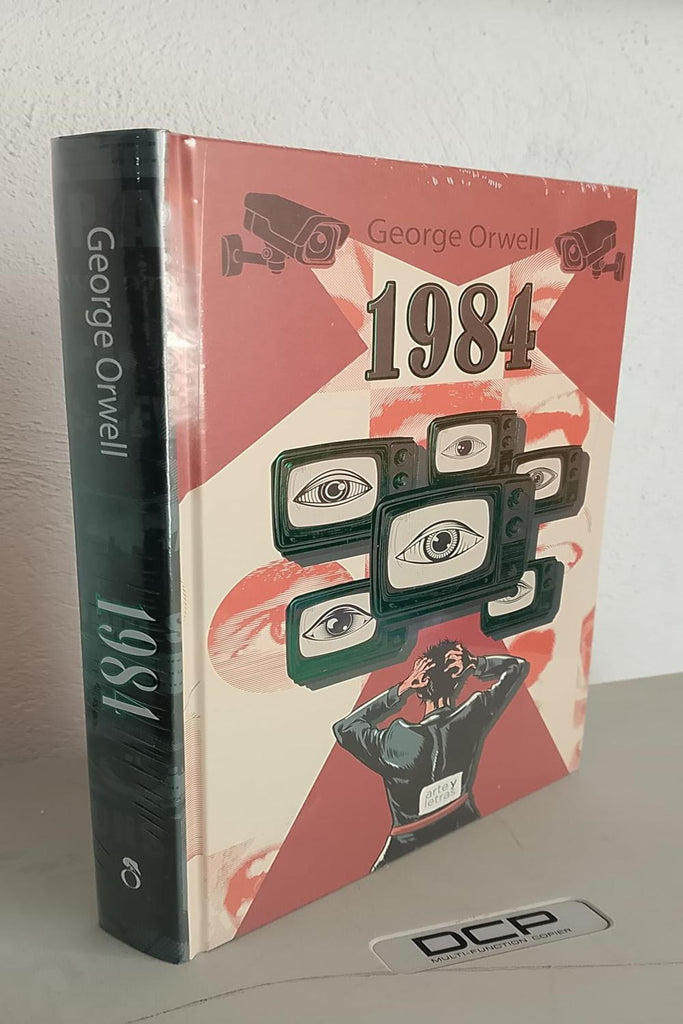 George Orwell
1984
George Orwell
1984
arte y
letras
DCP
MULTI-FUNCTION COPIER